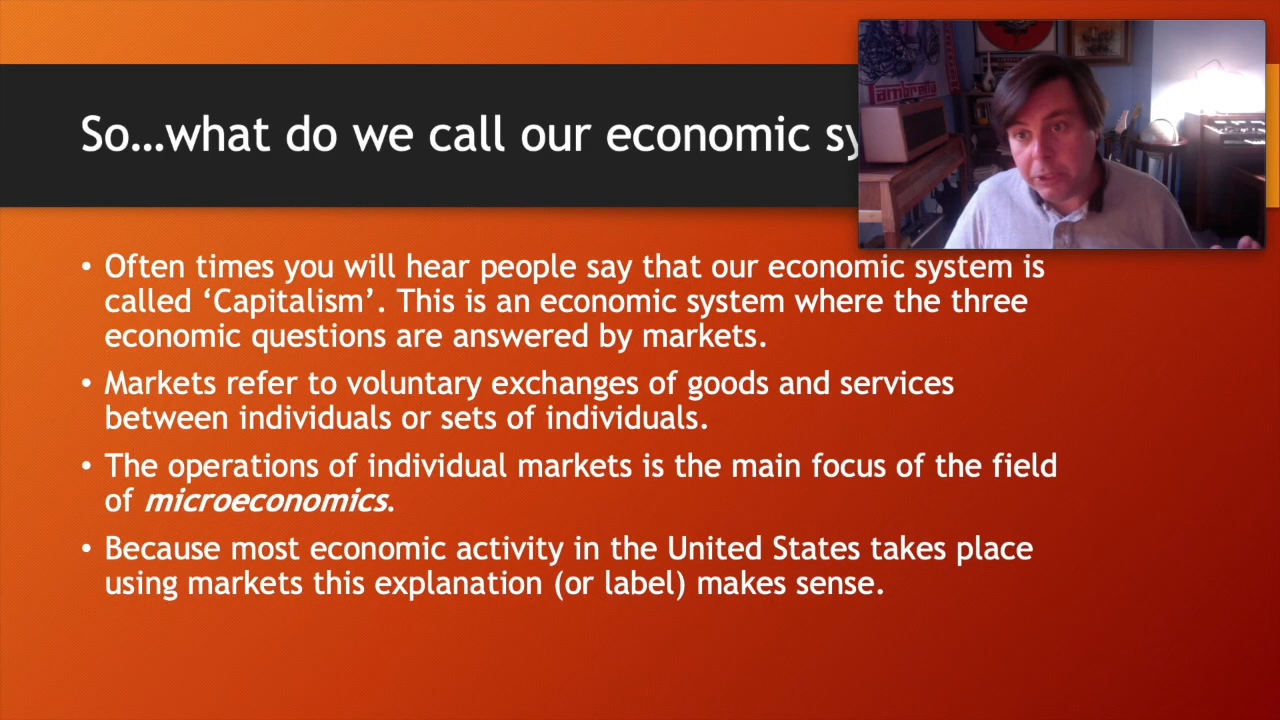 So...what do we call our economic sy
Lambretta
• Often times you will hear people say that our economic system is
called ‘Capitalism’. This is an economic system where the three
economic questions are answered by markets.
• Markets refer to voluntary exchanges of goods and services
between individuals or sets of individuals.
• The operations of individual markets is the main focus of the field
of microeconomics.
• Because most economic activity in the United States takes place
using markets this explanation (or label) makes sense.